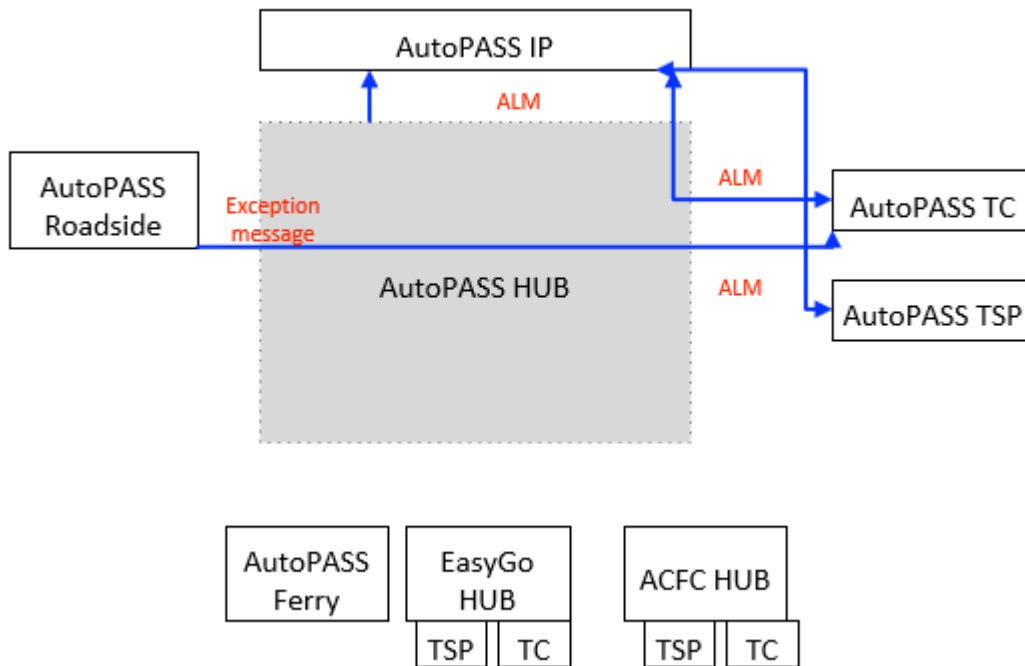 AutoPASS IP
ALM
AutoPASS
Roadside
Exception
message
ALM
AutoPASS TC
AutoPASS HUB
ALM
AutoPASS TSP
AutoPASS
Ferry
EasyGo
HUB
TSP
TC
ACFC HUB
TSP
TC